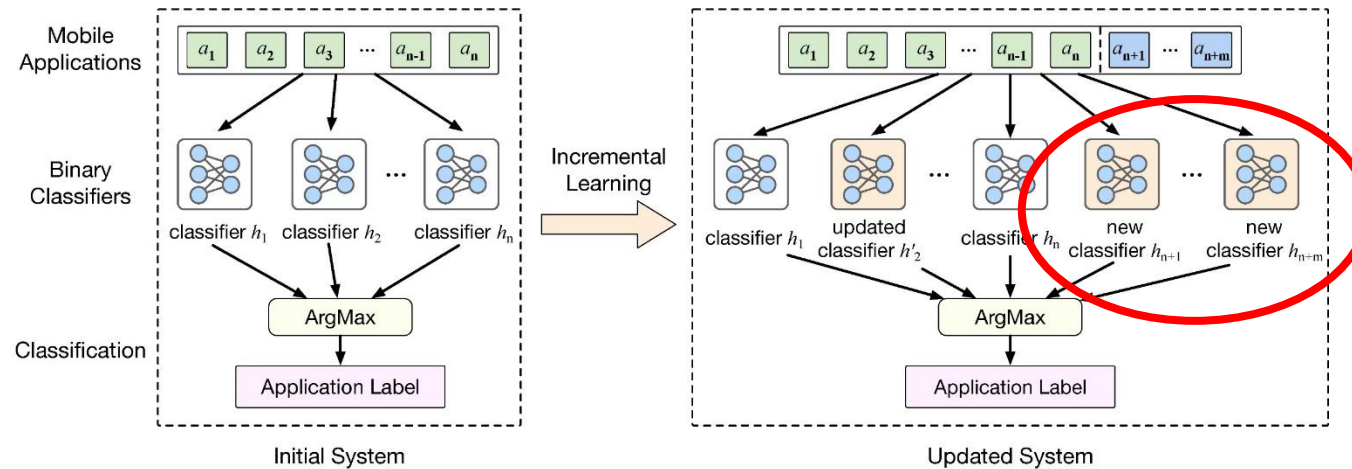 Mobile
Applications
a1 a2 a3 ... an-1 an
a1 a2 a3 ... an-1 an an+1 ... an+m
Binary
Classifiers
...
classifier h1 classifier h2 classifier hn
Incremental
Learning
... ...
classifier h1
updated
classifier h'2
classifier hn
new
classifier hn+1
new
classifier hn+m
Classification
ArgMax
Application Label
ArgMax
Application Label
Initial System
Updated System